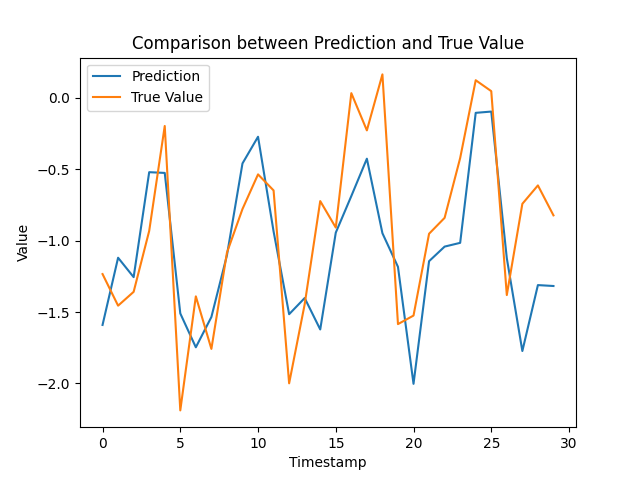 Comparison between Prediction and True Value
Prediction
True Value
0.0
−0.5
−1.0
−1.5
−2.0
Value
0 5 10 15 20 25 30
Timestamp